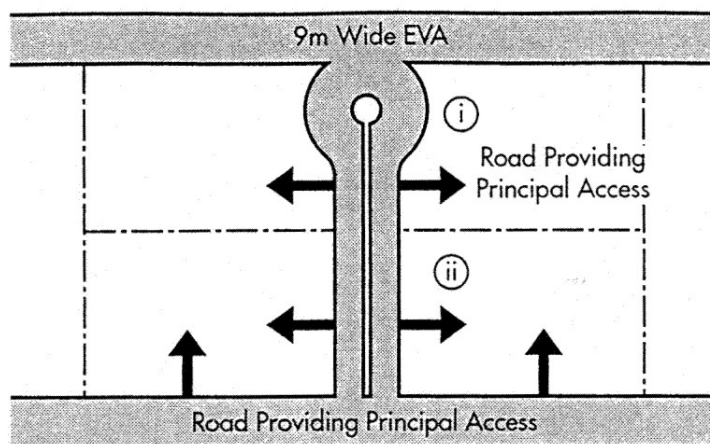 9m Wide EVA
i
Road Providing
Principal Access
ii
Road Providing Principal Access